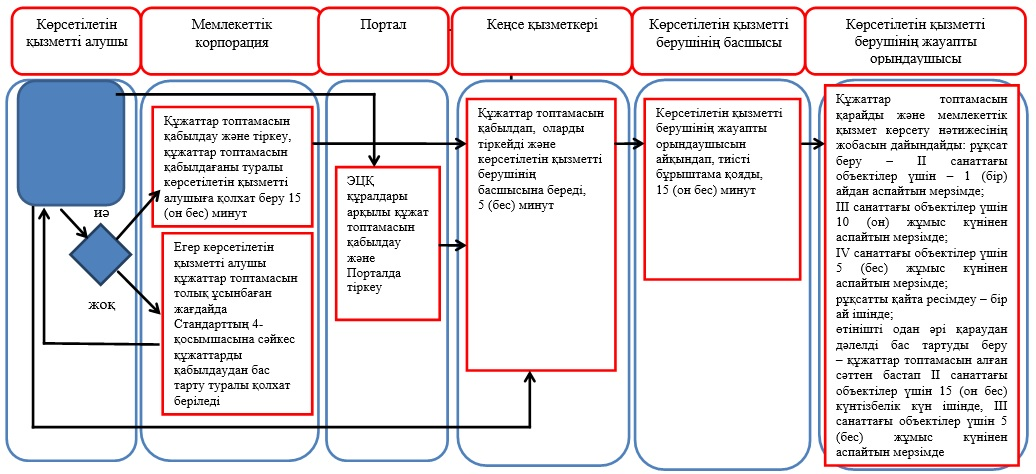 Көрсетілетін
қызметті алушы
Мемлекеттік
корпорация
Портал
Кеңсе қызметкері
Көрсетілетін қызметті
берушінің басшысы
Көрсетілетін қызметті
берушінің жауапты
орындаушысы
иә
жоқ
Құжаттар топтамасын
қабылдау және тіркеу,
құжаттар топтамасын
қабылдағаны туралы
көрсетілетін қызметті
алушыға қолхат беру 15
(он бес) минут
Егер көрсетілетін
қызметті алушы
құжаттар топтамасын
толық ұсынбаған
жағдайда
Стандарттың 4-
қосымшасына сәйкес
құжаттарды
қабылдаудан бас
тарту туралы қолхат
беріледі
ЭЦҚ
құралдары
арқылы құжат
топтамасын
қабылдау
және
Порталда
тіркеу
Құжаттар топтамасын
қабылдап, оларды
тіркейді және
көрсетілетін қызметті
берушінің
басшысына береді,
5 (бес) минут
Көрсетілетін қызметті
берушінің жауапты
орындаушысын
айқындап, тиісті
бұрыштама қояды,
15 (он бес) минут
Құжаттар топтамасын
қарайды және мемлекеттік
қызмет көрсету нәтижесінің
жобасын дайындайды: рұқсат
беру – II санаттағы
объектілер үшін – 1 (бір)
айдан аспайтын мерзімде;
III санаттағы объектілер үшін
10 (он) жұмыс күнінен
аспайтын мерзімде;
IV санаттағы объектілер үшін
5 (бес) жұмыс күнінен
аспайтын мерзімде;
рұқсатты қайта ресімдеу – бір
ай ішінде;
өтінішті одан әрі қараудан
дәлелді бас тартуды беру
– құжаттар топтамасын алған
сәттен бастап II санаттағы
объектілер үшін 15 (он бес)
күнтізбелік күн ішінде, III
санаттағы объектілер үшін 5
(бес) жұмыс күнінен
аспайтын мерзімде